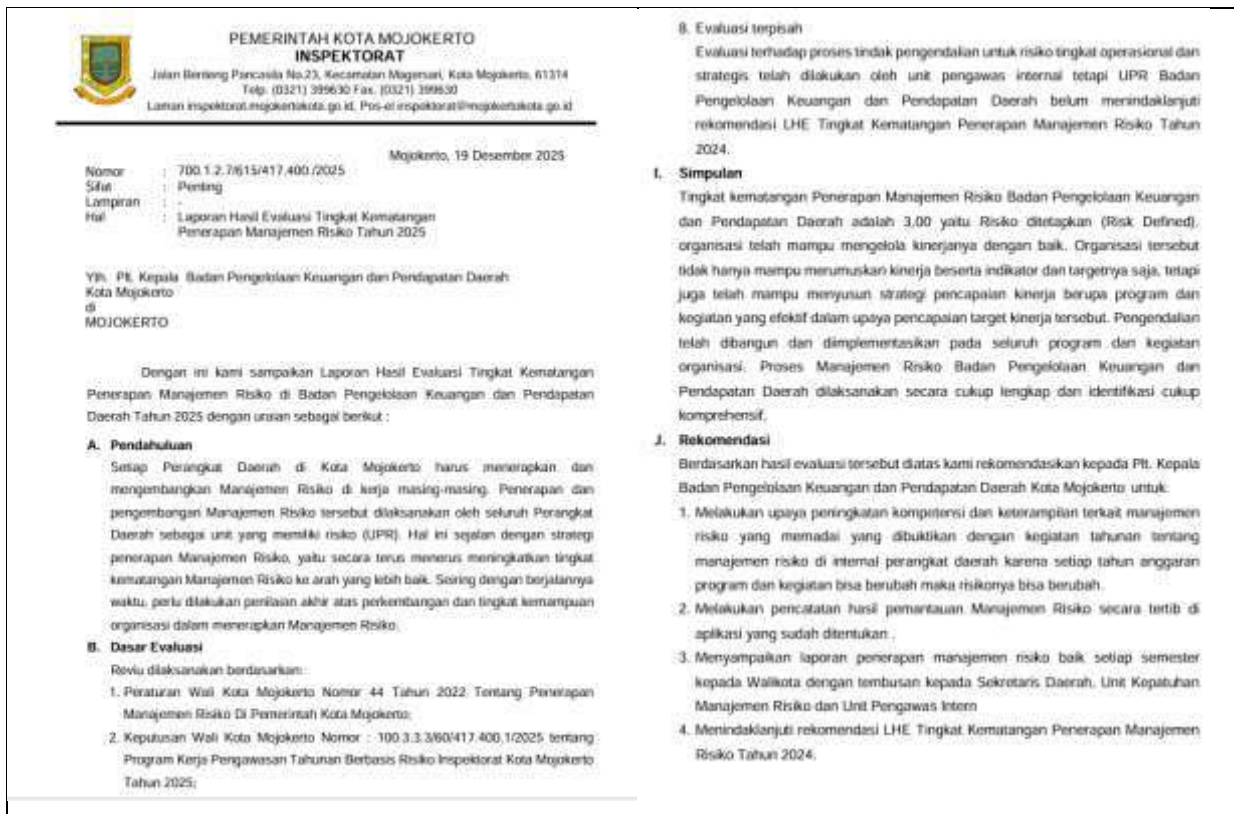 PEMERINTAH KOTA MOJOKERTO
INSPEKTORAT
Jalan Benteng Pancasila No.23, Kecamatan Magersari, Kota Mojokerto, 61314
Telp. (0321) 399630 Fax. (0321) 399630
Laman inspektorat.mojokertokota.go.id, Pos-el inspektorat@mojokertokota.go.id
Mojokerto, 19 Desember 2025
Nomor : 700.1.2.7/615/417.400./2025
Sifat : Penting
Lampiran : -
Hal : Laporan Hasil Evaluasi Tingkat Kematangan
Penerapan Manajemen Risiko Tahun 2025
Yth. Plt. Kepala Badan Pengelolaan Keuangan dan Pendapatan Daerah
Kota Mojokerto
di
MOJOKERTO
Dengan ini kami sampaikan Laporan Hasil Evaluasi Tingkat Kematangan
Penerapan Manajemen Risiko di Badan Pengelolaan Keuangan dan Pendapatan
Daerah Tahun 2025 dengan uraian sebagai berikut :
A. Pendahuluan
Setiap Perangkat Daerah di Kota Mojokerto harus menerapkan dan
mengembangkan Manajemen Risiko di kerja masing-masing. Penerapan dan
pengembangan Manajemen Risiko tersebut dilaksanakan oleh seluruh Perangkat
Daerah sebagai unit yang memiliki risiko (UPR). Hal ini sejalan dengan strategi
penerapan Manajemen Risiko, yaitu secara terus menerus meningkatkan tingkat
kematangan Manajemen Risiko ke arah yang lebih baik. Seiring dengan berjalannya
waktu, perlu dilakukan penilaian akhir atas perkembangan dan tingkat kemampuan
organisasi dalam menerapkan Manajemen Risiko.
B. Dasar Evaluasi
Reviu dilaksanakan berdasarkan:
1. Peraturan Wali Kota Mojokerto Nomor 44 Tahun 2022 Tentang Penerapan
Manajemen Risiko Di Pemerintah Kota Mojokerto;
2. Keputusan Wali Kota Mojokerto Nomor : 100.3.3.3/60/417.400.1/2025 tentang
Program Kerja Pengawasan Tahunan Berbasis Risiko Inspektorat Kota Mojokerto
Tahun 2025;
8. Evaluasi terpisah
Evaluasi terhadap proses tindak pengendalian untuk risiko tingkat operasional dan
strategis telah dilakukan oleh unit pengawas internal tetapi UPR Badan
Pengelolaan Keuangan dan Pendapatan Daerah belum menindaklanjuti
rekomendasi LHE Tingkat Kematangan Penerapan Manajemen Risiko Tahun
2024.
I. Simpulan
Tingkat kematangan Penerapan Manajemen Risiko Badan Pengelolaan Keuangan
dan Pendapatan Daerah adalah 3,00 yaitu Risiko ditetapkan (Risk Defined),
organisasi telah mampu mengelola kinerjanya dengan baik. Organisasi tersebut
tidak hanya mampu merumuskan kinerja beserta indikator dan targetnya saja, tetapi
juga telah mampu menyusun strategi pencapaian kinerja berupa program dan
kegiatan yang efektif dalam upaya pencapaian target kinerja tersebut. Pengendalian
telah dibangun dan diimplementasikan pada seluruh program dan kegiatan
organisasi. Proses Manajemen Risiko Badan Pengelolaan Keuangan dan
Pendapatan Daerah dilaksanakan secara cukup lengkap dan identifikasi cukup
komprehensif.
J. Rekomendasi
Berdasarkan hasil evaluasi tersebut diatas kami rekomendasikan kepada Plt. Kepala
Badan Pengelolaan Keuangan dan Pendapatan Daerah Kota Mojokerto untuk:
1. Melakukan upaya peningkatan kompetensi dan keterampilan terkait manajemen
risiko yang memadai yang dibuktikan dengan kegiatan tahunan tentang
manajemen risiko di internal perangkat daerah karena setiap tahun anggaran
program dan kegiatan bisa berubah maka risikonya bisa berubah.
2. Melakukan pencatatan hasil pemantauan Manajemen Risiko secara tertib di
aplikasi yang sudah ditentukan .
3. Menyampaikan laporan penerapan manajemen risiko baik setiap semester
kepada Walikota dengan tembusan kepada Sekretaris Daerah, Unit Kepatuhan
Manajemen Risiko dan Unit Pengawas Intern
4. Menindaklanjuti rekomendasi LHE Tingkat Kematangan Penerapan Manajemen
Risiko Tahun 2024.